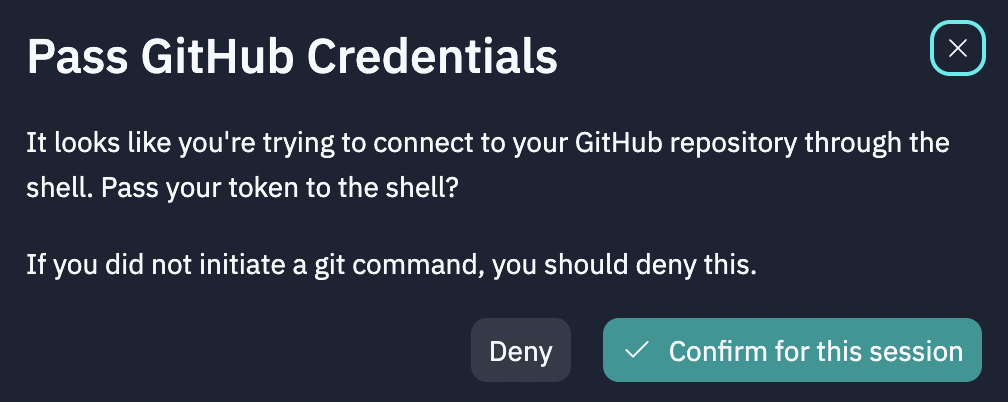 Pass GitHub Credentials
It looks like you're trying to connect to your GitHub repository through the
shell. Pass your token to the shell?
If you did not initiate a git command, you should deny this.
Deny
Confirm for this session